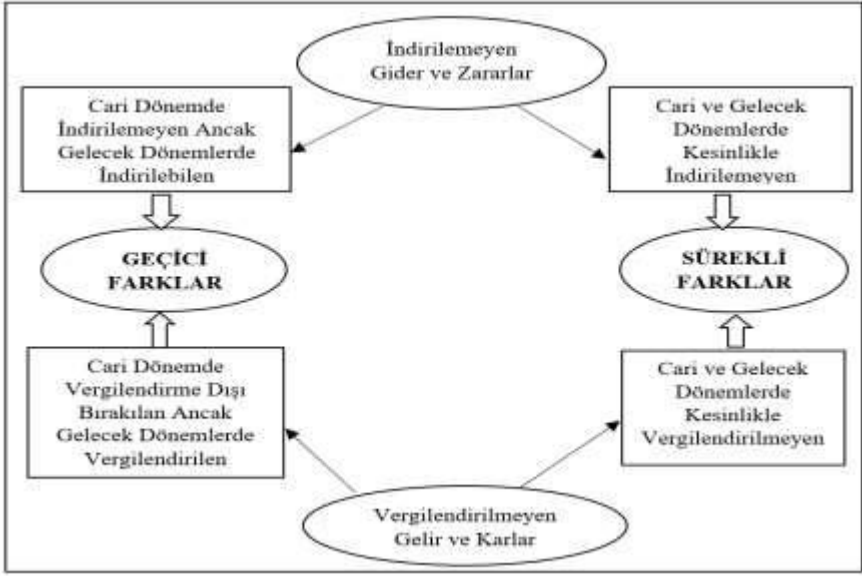 İndirilemeyen
Gider ve Zararlar
Cari Dönemde
İndirilemeyen Ancak
Gelecek Dönemlerde
İndirilebilen
Cari ve Gelecek
Dönemlerde
Kesinlikle
İndirilemeyen
GEÇİCİ
FARKLAR
SÜREKLİ
FARKLAR
Cari Dönemde
Vergilendirme Dışı
Bırakılan Ancak
Gelecek Dönemlerde
Vergilendirilen
Cari ve Gelecek
Dönemlerde
Kesinlikle
Vergilendirilmeyen
Vergilendirilmeyen
Gelir ve Karlar